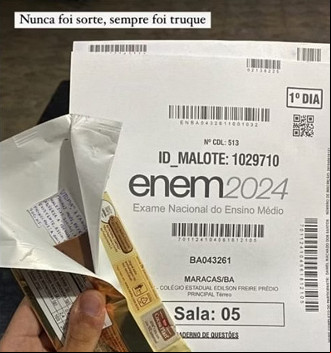 Nunca foi sorte, sempre foi truque
1º DIA
Nº CDL: 513
ID_MALOTE: 1029710
enem2024
Exame Nacional do Ensino Médio
BA043261
MARACAS/BA
- COLÉGIO ESTADUAL EDILSON FREIRE PRÉDIO
PRINCIPAL Térreo
Sala: 05
CADERNO DE QUESTÕES